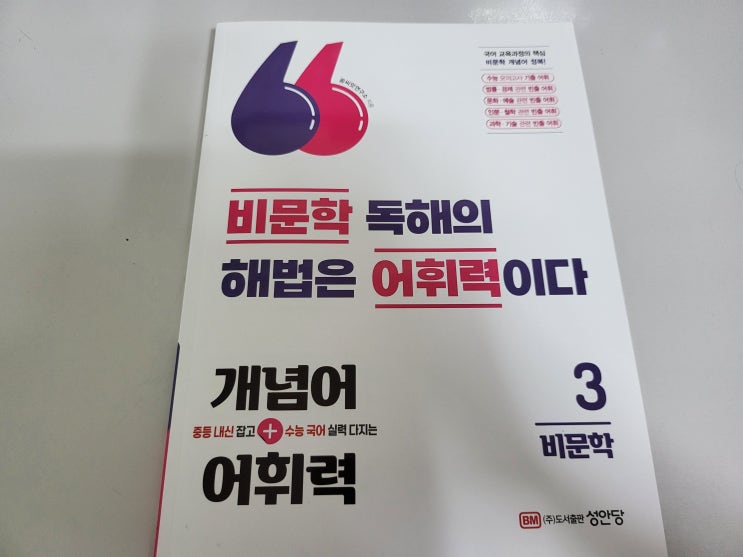 국어 교육과정의 핵심
비문학 개념어 정복!
수능 모의고사 기출 어휘
법률·경제 관련 빈출 어휘
문화·예술 관련 빈출 어휘
인문·철학 관련 빈출 어휘
과학·기술 관련 빈출 어휘
비문학 독해의
해법은 어휘력이다
개념어
중등 내신 잡고 + 수능 국어 실력 다지는
어휘력
3
비문학
BM (주)도서출판 성안당